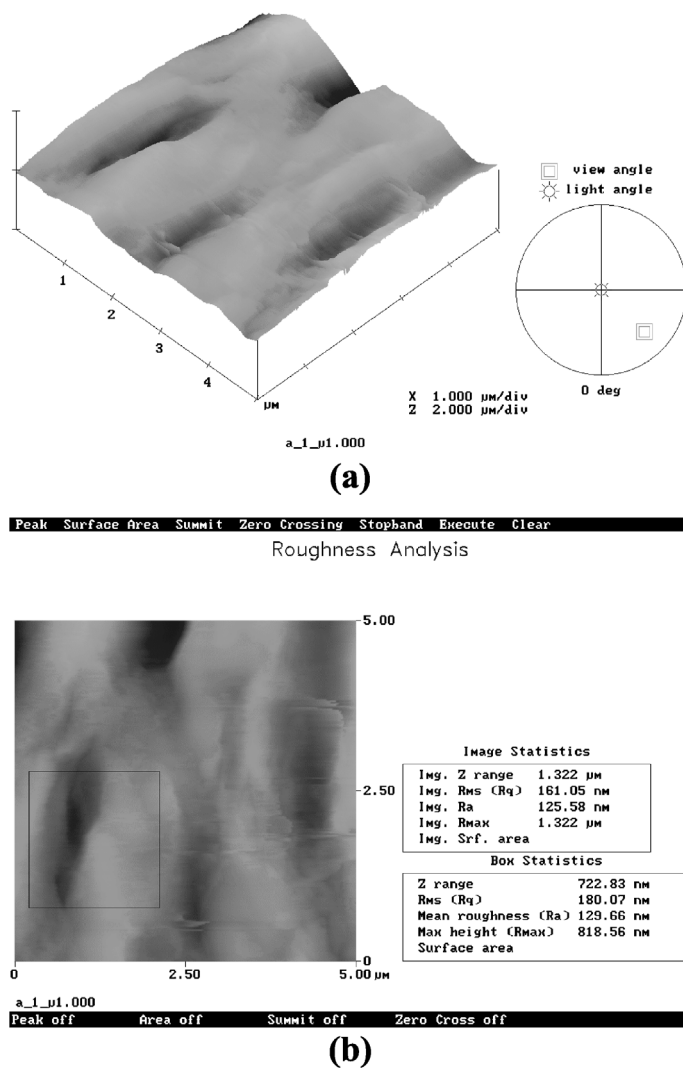 view angle
light angle
1
2
3
4
µm
X 1.000 µm/div
Z 2.000 µm/div
0 deg
a_1_µ1.000
(a)
Peak Surface Area Summit Zero Crossing Stopband Execute Clear
Roughness Analysis
5.00
2.50
0
0 2.50 5.00 µm
Image Statistics
Img. Z range 1.322 µm
Img. Rms (Rq) 161.05 nm
Img. Ra 125.58 nm
Img. Rmax 1.322 µm
Img. Srf. area
Box Statistics
Z range 722.83 nm
Rms (Rq) 180.07 nm
Mean roughness (Ra) 129.66 nm
Max height (Rmax) 818.56 nm
Surface area
a_1_µ1.000
Peak off Area off Summit off Zero Cross off
(b)